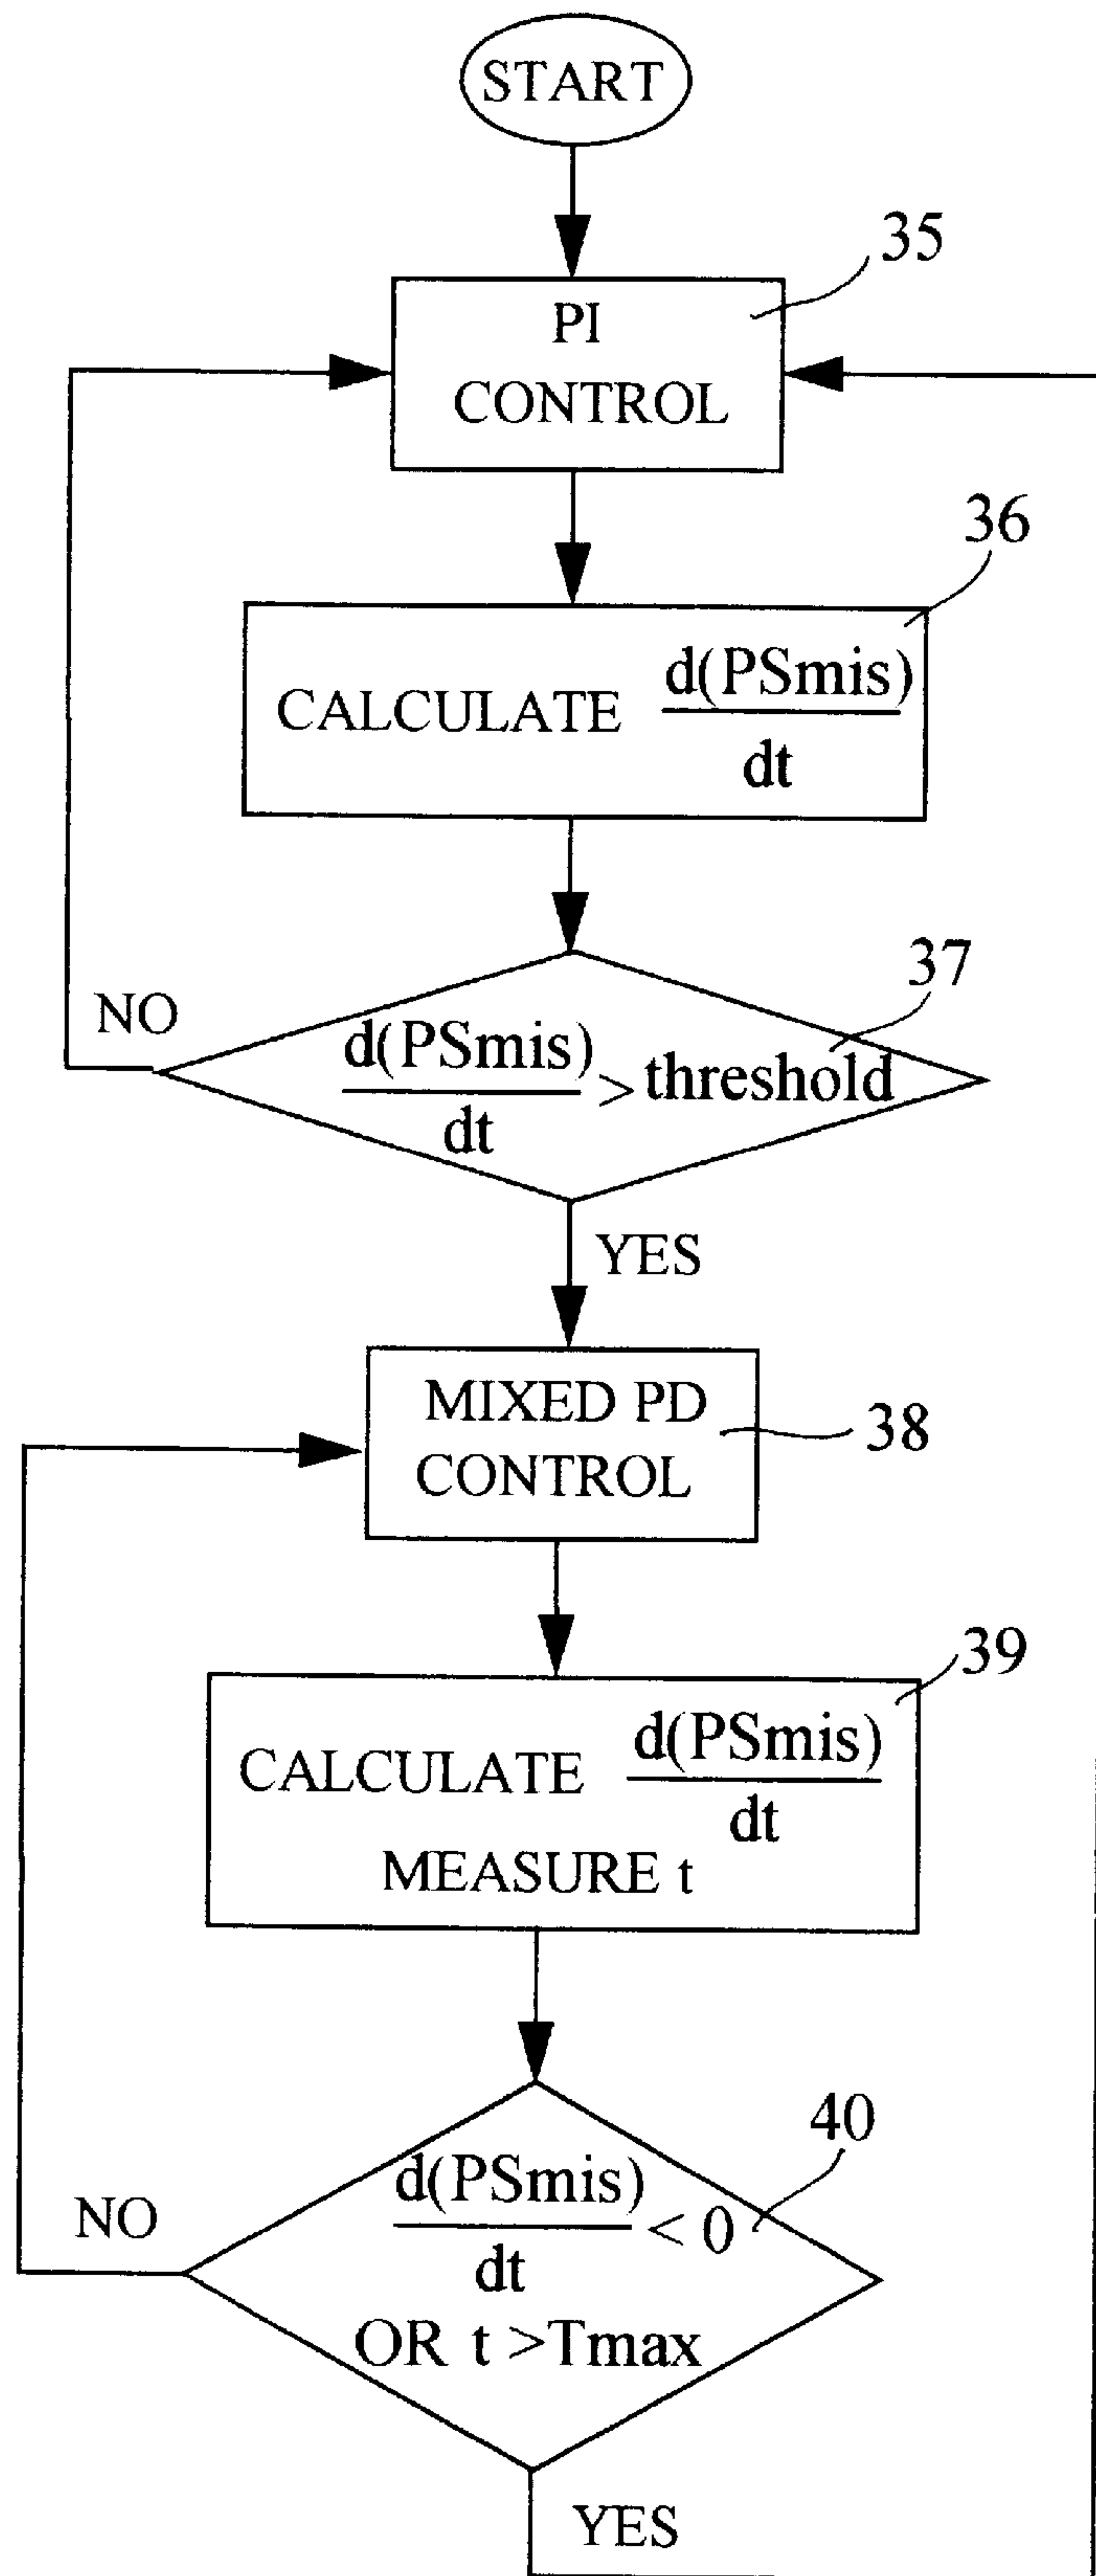 START
35
PI
CONTROL
36
CALCULATE d(PSmis)
dt
37
NO
d(PSmis)
dt
> threshold
YES
MIXED PD
CONTROL
38
39
CALCULATE d(PSmis)
dt
MEASURE t
40
NO
d(PSmis)
dt
< 0
OR t >Tmax
YES